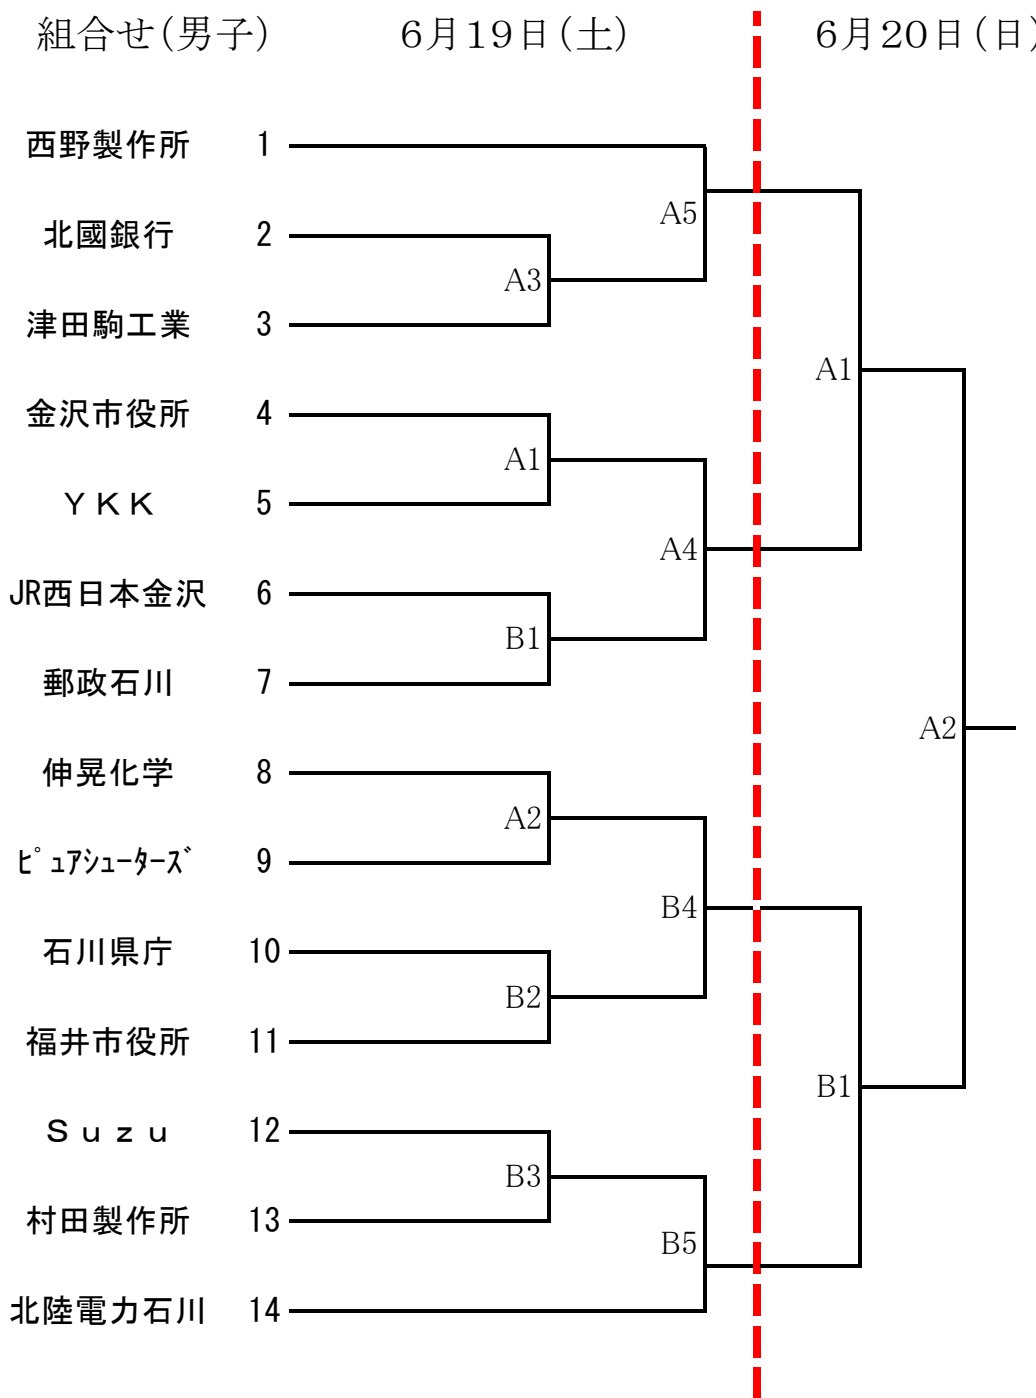 組合せ(男子) 6月19日(土) 6月20日(日)
西野製作所 1
A5
北國銀行 2
A3
津田駒工業 3
A1
金沢市役所 4
A1
ＹＫＫ 5
A4
JR西日本金沢 6
B1
郵政石川 7
A2
伸晃化学 8
A2
ﾋﾟｭｱｼｭｰﾀｰｽﾞ 9
B4
石川県庁 10
B2
福井市役所 11
B1
Ｓｕｚｕ 12
B3
村田製作所 13
B5
北陸電力石川 14